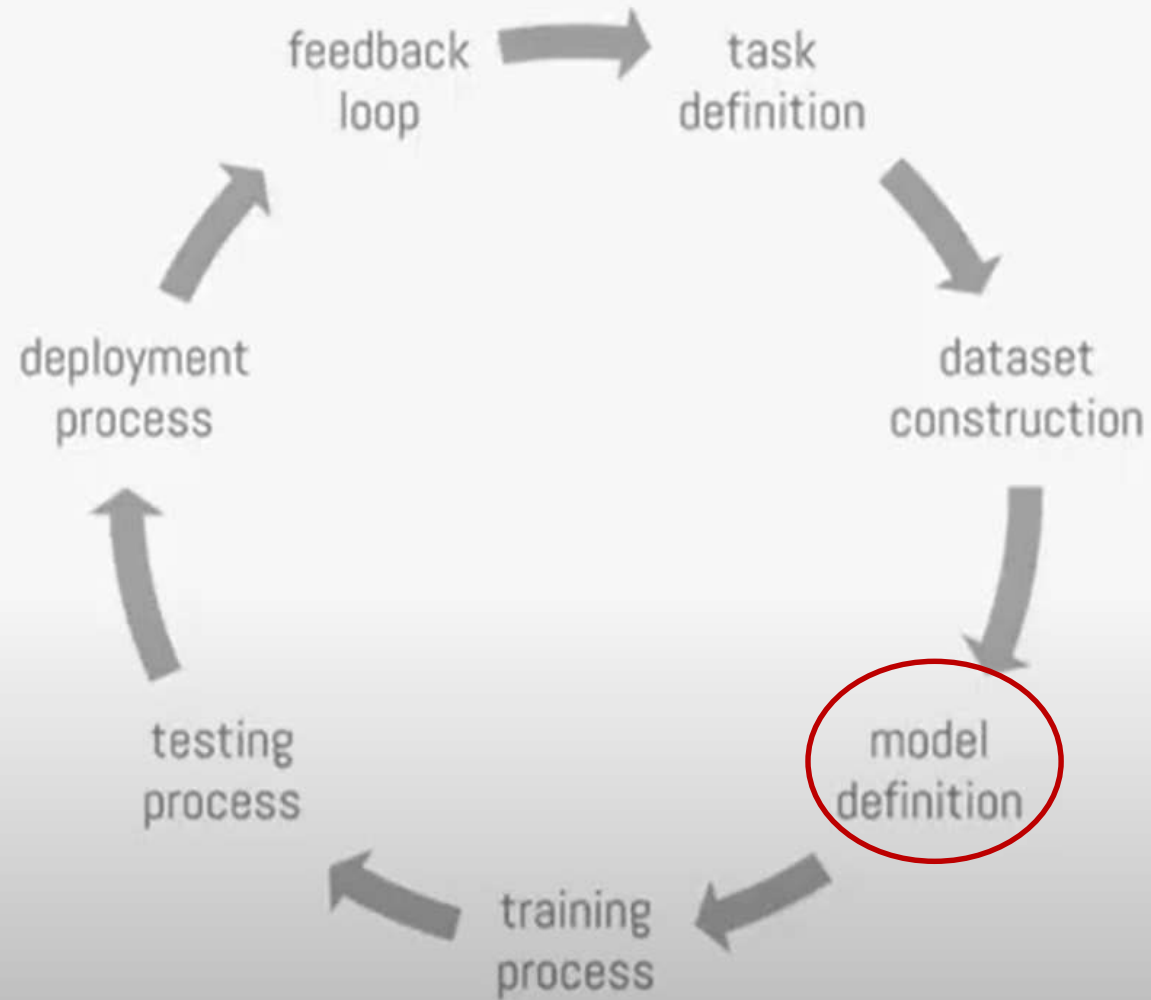 feedback
loop
task
definition
dataset
construction
model
definition
training
process
testing
process
deployment
process